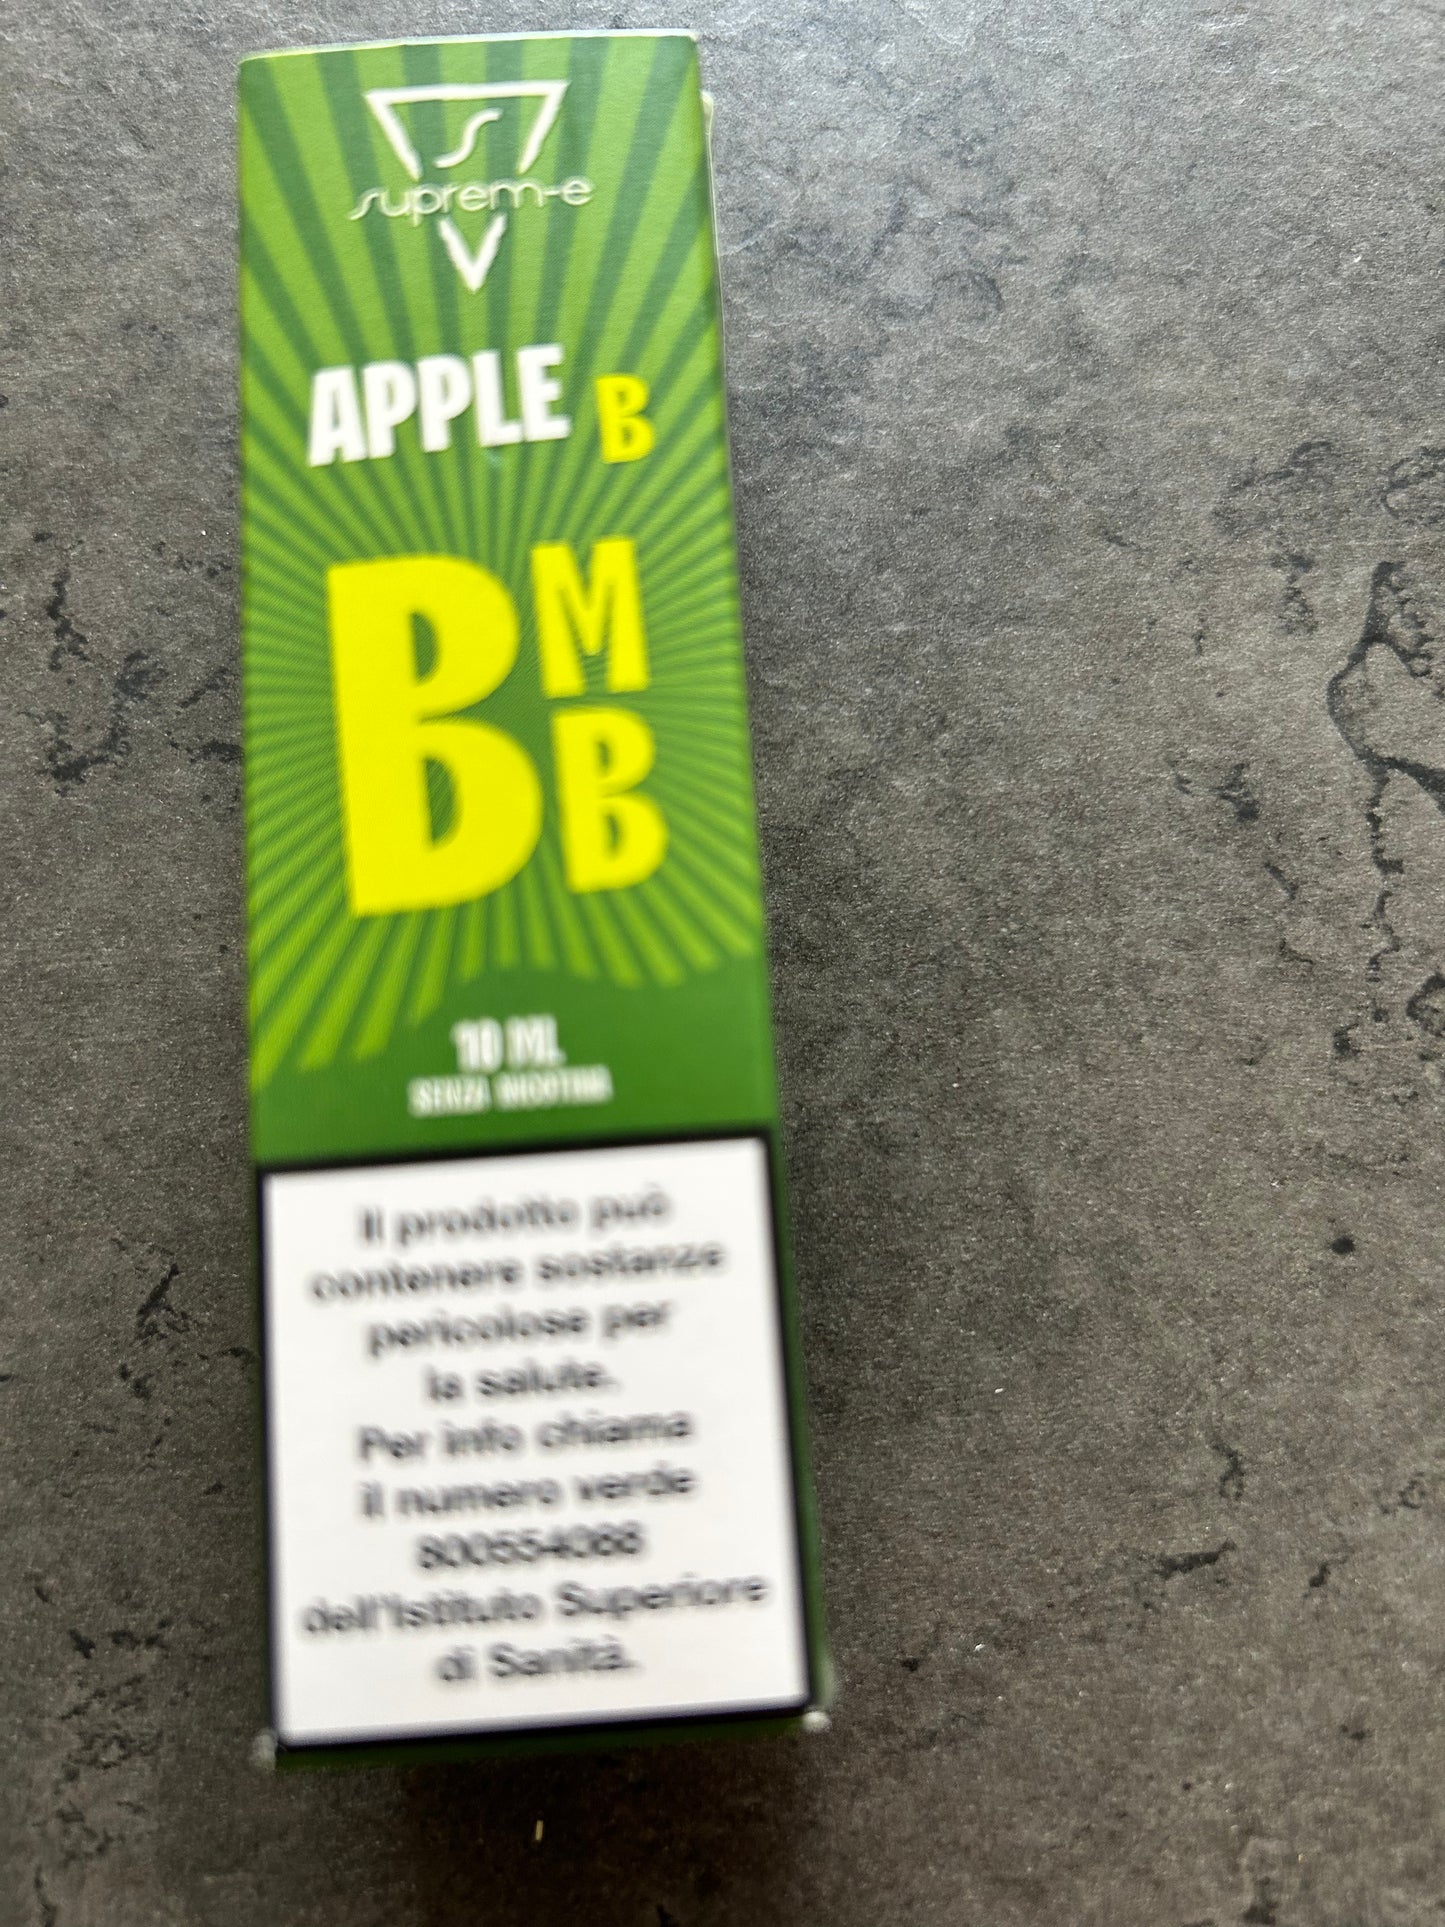 S
suprem-e
APPLE B
B M
B
10 ML
SENZA NICOTINA
Il prodotto può
contenere sostanze
pericolose per
la salute.
Per info chiama
il numero verde
800554088
dell'Istituto Superiore
di Sanità.